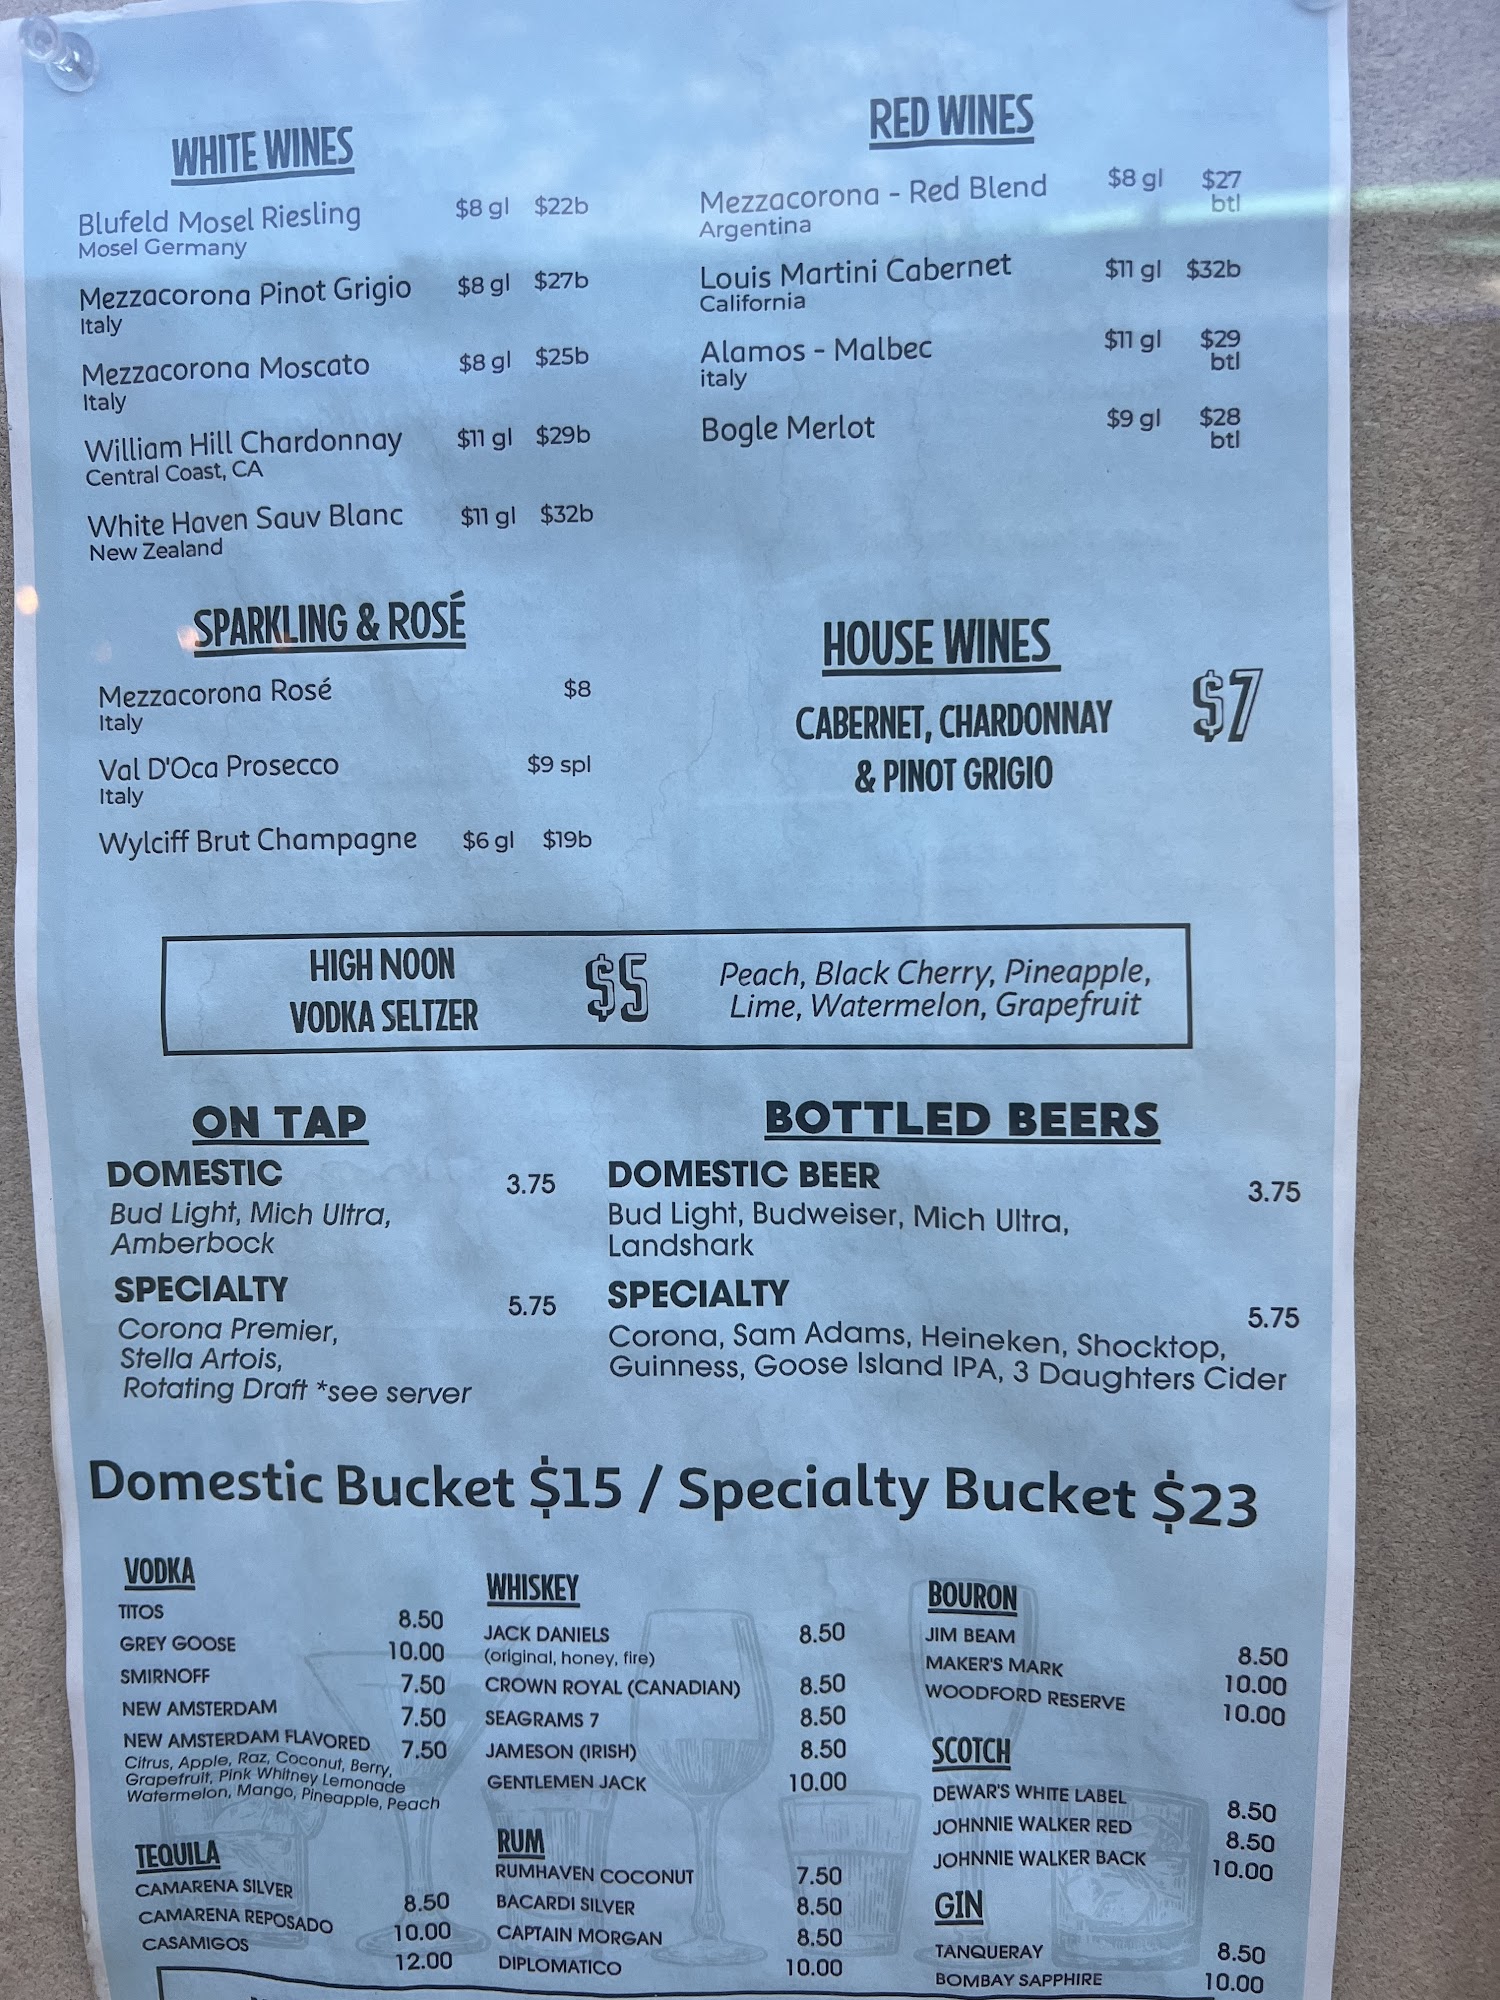 WHITE WINES
Blufeld Mosel Riesling $8 gl $22b
Mosel Germany
Mezzacorona Pinot Grigio $8 gl $27b
Italy
Mezzacorona Moscato $8 gl $25b
Italy
William Hill Chardonnay $11 gl $29b
Central Coast, CA
White Haven Sauv Blanc $11 gl $32b
New Zealand
RED WINES
Mezzacorona - Red Blend $8 gl $27
btl
Argentina
Louis Martini Cabernet $11 gl $32b
California
Alamos - Malbec $11 gl $29
btl
italy
Bogle Merlot $9 gl $28
btl
SPARKLING & ROSÉ
Mezzacorona Rosé $8
Italy
Val D'Oca Prosecco $9 spl
Italy
Wylciff Brut Champagne $6 gl $19b
HOUSE WINES
CABERNET, CHARDONNAY
& PINOT GRIGIO
$7
HIGH NOON
VODKA SELTZER
$5
Peach, Black Cherry, Pineapple,
Lime, Watermelon, Grapefruit
ON TAP
DOMESTIC 3.75
Bud Light, Mich Ultra,
Amberbock
SPECIALTY 5.75
Corona Premier,
Stella Artois,
Rotating Draft *see server
BOTTLED BEERS
DOMESTIC BEER 3.75
Bud Light, Budweiser, Mich Ultra,
Landshark
SPECIALTY 5.75
Corona, Sam Adams, Heineken, Shocktop,
Guinness, Goose Island IPA, 3 Daughters Cider
Domestic Bucket $15 / Specialty Bucket $23
VODKA
TITOS 8.50
GREY GOOSE 10.00
SMIRNOFF 7.50
NEW AMSTERDAM 7.50
NEW AMSTERDAM FLAVORED 7.50
Citrus, Apple, Raz, Coconut, Berry,
Grapefruit, Pink Whitney Lemonade
Watermelon, Mango, Pineapple, Peach
TEQUILA
CAMARENA SILVER 8.50
CAMARENA REPOSADO 10.00
CASAMIGOS 12.00
WHISKEY
JACK DANIELS 8.50
(original, honey, fire)
CROWN ROYAL (CANADIAN) 8.50
SEAGRAMS 7 8.50
JAMESON (IRISH) 8.50
GENTLEMEN JACK 10.00
RUM
RUMHAVEN COCONUT 7.50
BACARDI SILVER 8.50
CAPTAIN MORGAN 8.50
DIPLOMATICO 10.00
BOURON
JIM BEAM 8.50
MAKER'S MARK 10.00
WOODFORD RESERVE 10.00
SCOTCH
DEWAR'S WHITE LABEL 8.50
JOHNNIE WALKER RED 8.50
JOHNNIE WALKER BACK 10.00
GIN
TANQUERAY 8.50
BOMBAY SAPPHIRE 10.00